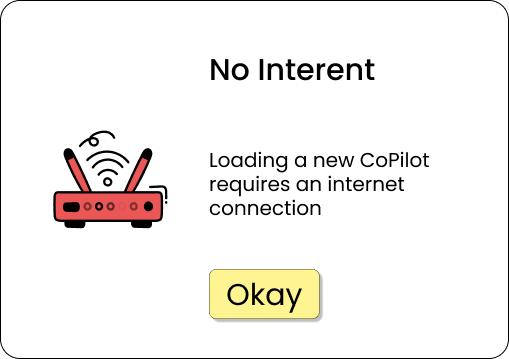 No Interent
Loading a new CoPilot
requires an internet
connection
Okay